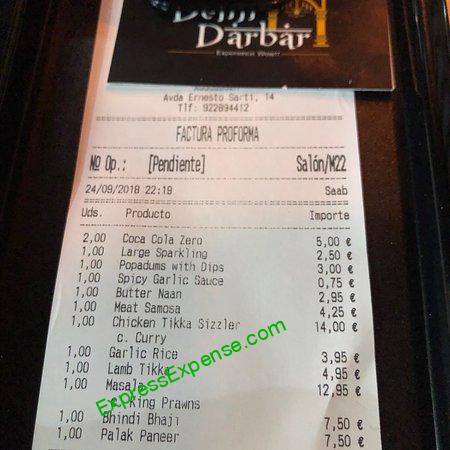 Delhi
Darbar
Avda Ernesto Sarti, 14
Tlf: 922894412
FACTURA PROFORMA
Nº Op.: [Pendiente] Salón/M22
24/09/2018 22:19 Saab
Uds. Producto Importe
2,00 Coca Cola Zero 5,00 €
1,00 Large Sparkling 2,50 €
1,00 Popadums with Dips 3,00 €
1,00 Spicy Garlic Sauce 0,75 €
1,00 Butter Naan 2,95 €
1,00 Meat Samosa 4,25 €
1,00 Chicken Tikka Sizzler 14,00 €
c. Curry
1,00 Garlic Rice 3,95 €
1,00 Lamb Tikka 4,95 €
1,00 Masala 12,95 €
King Prawns
1,00 Bhindi Bhaji 7,50 €
1,00 Palak Paneer 7,50 €
ExpressExpense.com